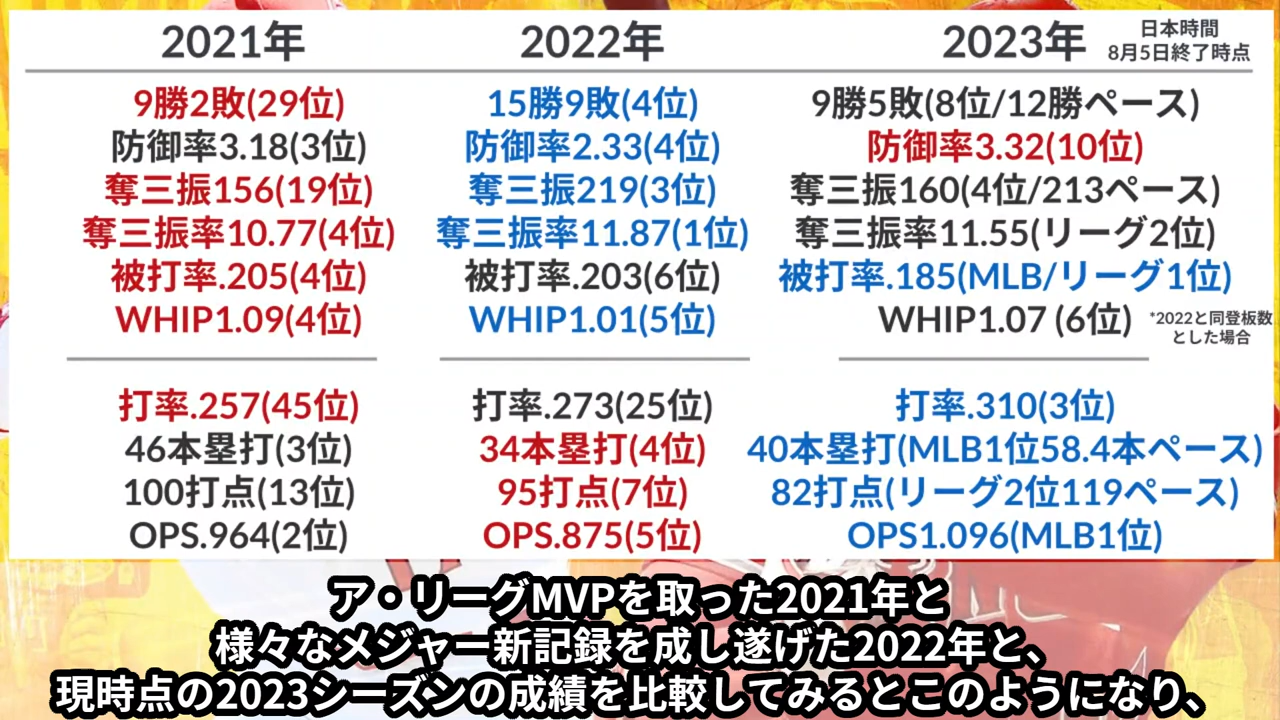 2021年
2022年
2023年
日本時間
8月5日終了時点
9勝2敗(29位)
防御率3.18(3位)
奪三振156(19位)
奪三振率10.77(4位)
被打率.205(4位)
WHIP1.09(4位)
打率.257(45位)
46本塁打(3位)
100打点(13位)
OPS.964(2位)
15勝9敗(4位)
防御率2.33(4位)
奪三振219(3位)
奪三振率11.87(1位)
被打率.203(6位)
WHIP1.01(5位)
打率.273(25位)
34本塁打(4位)
95打点(7位)
OPS.875(5位)
9勝5敗(8位/12勝ペース)
防御率3.32(10位)
奪三振160(4位/213ペース)
奪三振率11.55(リーグ2位)
被打率.185(MLB/リーグ1位)
WHIP1.07 (6位)
*2022と同登板数
とした場合
打率.310(3位)
40本塁打(MLB1位58.4本ペース)
82打点(リーグ2位119ペース)
OPS1.096(MLB1位)
ア・リーグMVPを取った2021年と
様々なメジャー新記録を成し遂げた2022年と、
現時点の2023シーズンの成績を比較してみるとこのようになり、